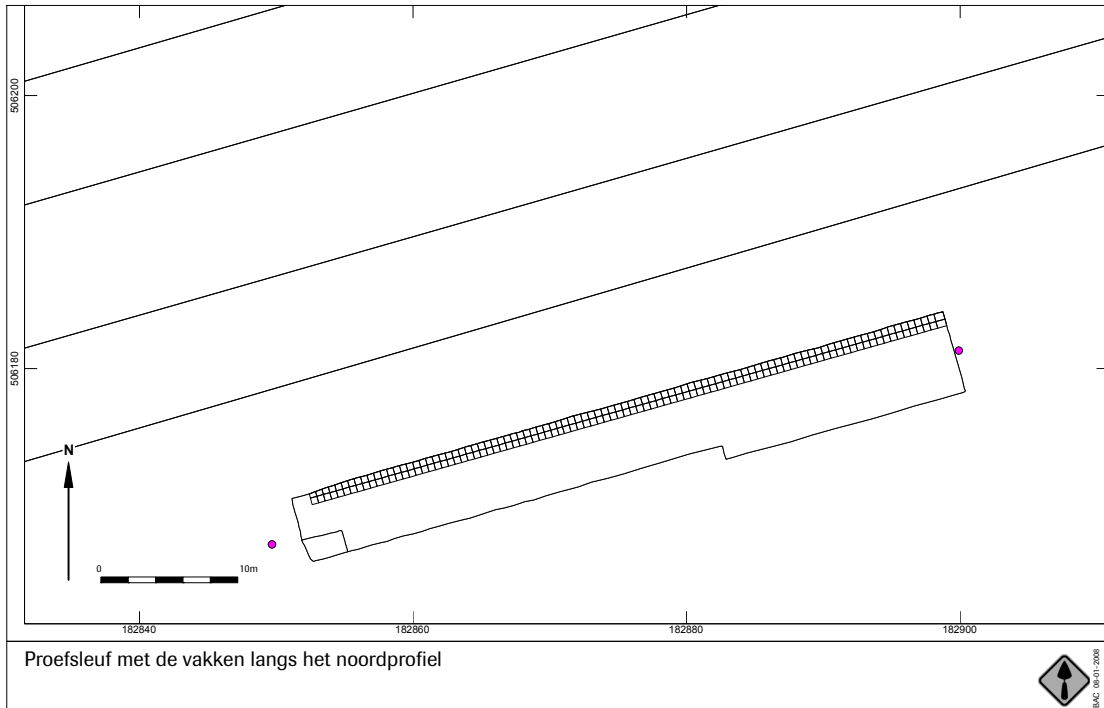 506200
506180
N
0 10m
182840 182860 182880 182900
Proefsleuf met de vakken langs het noordprofiel
BAC 08-01-2008